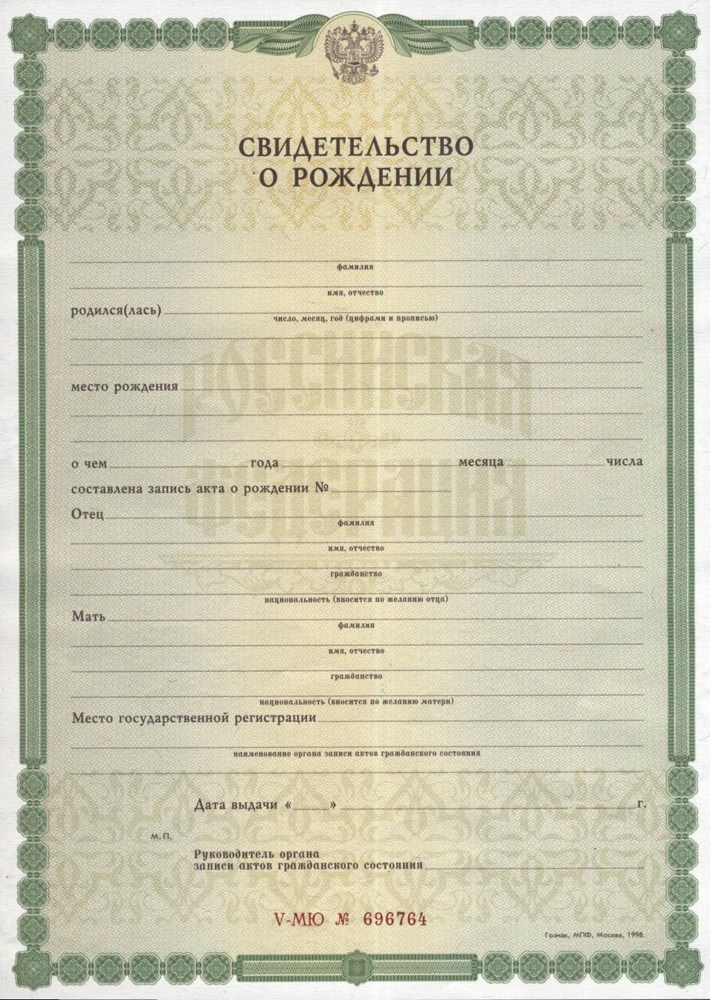 СВИДЕТЕЛЬСТВО
О РОЖДЕНИИ
фамилия
имя, отчество
родился(лась)
число, месяц, год (цифрами и прописью)
РОССИЙСКАЯ
место рождения
о чем года месяца числа
ФЕДЕРАЦИЯ
составлена запись акта о рождении №
Отец
фамилия
имя, отчество
гражданство
национальность (вносится по желанию отца)
Мать
фамилия
имя, отчество
гражданство
национальность (вносится по желанию матери)
Место государственной регистрации
наименование органа записи актов гражданского состояния
Дата выдачи « » г.
М.П.
Руководитель органа
записи актов гражданского состояния
V-МЮ № 696764
Гознак, МПФ, Москва, 1998.